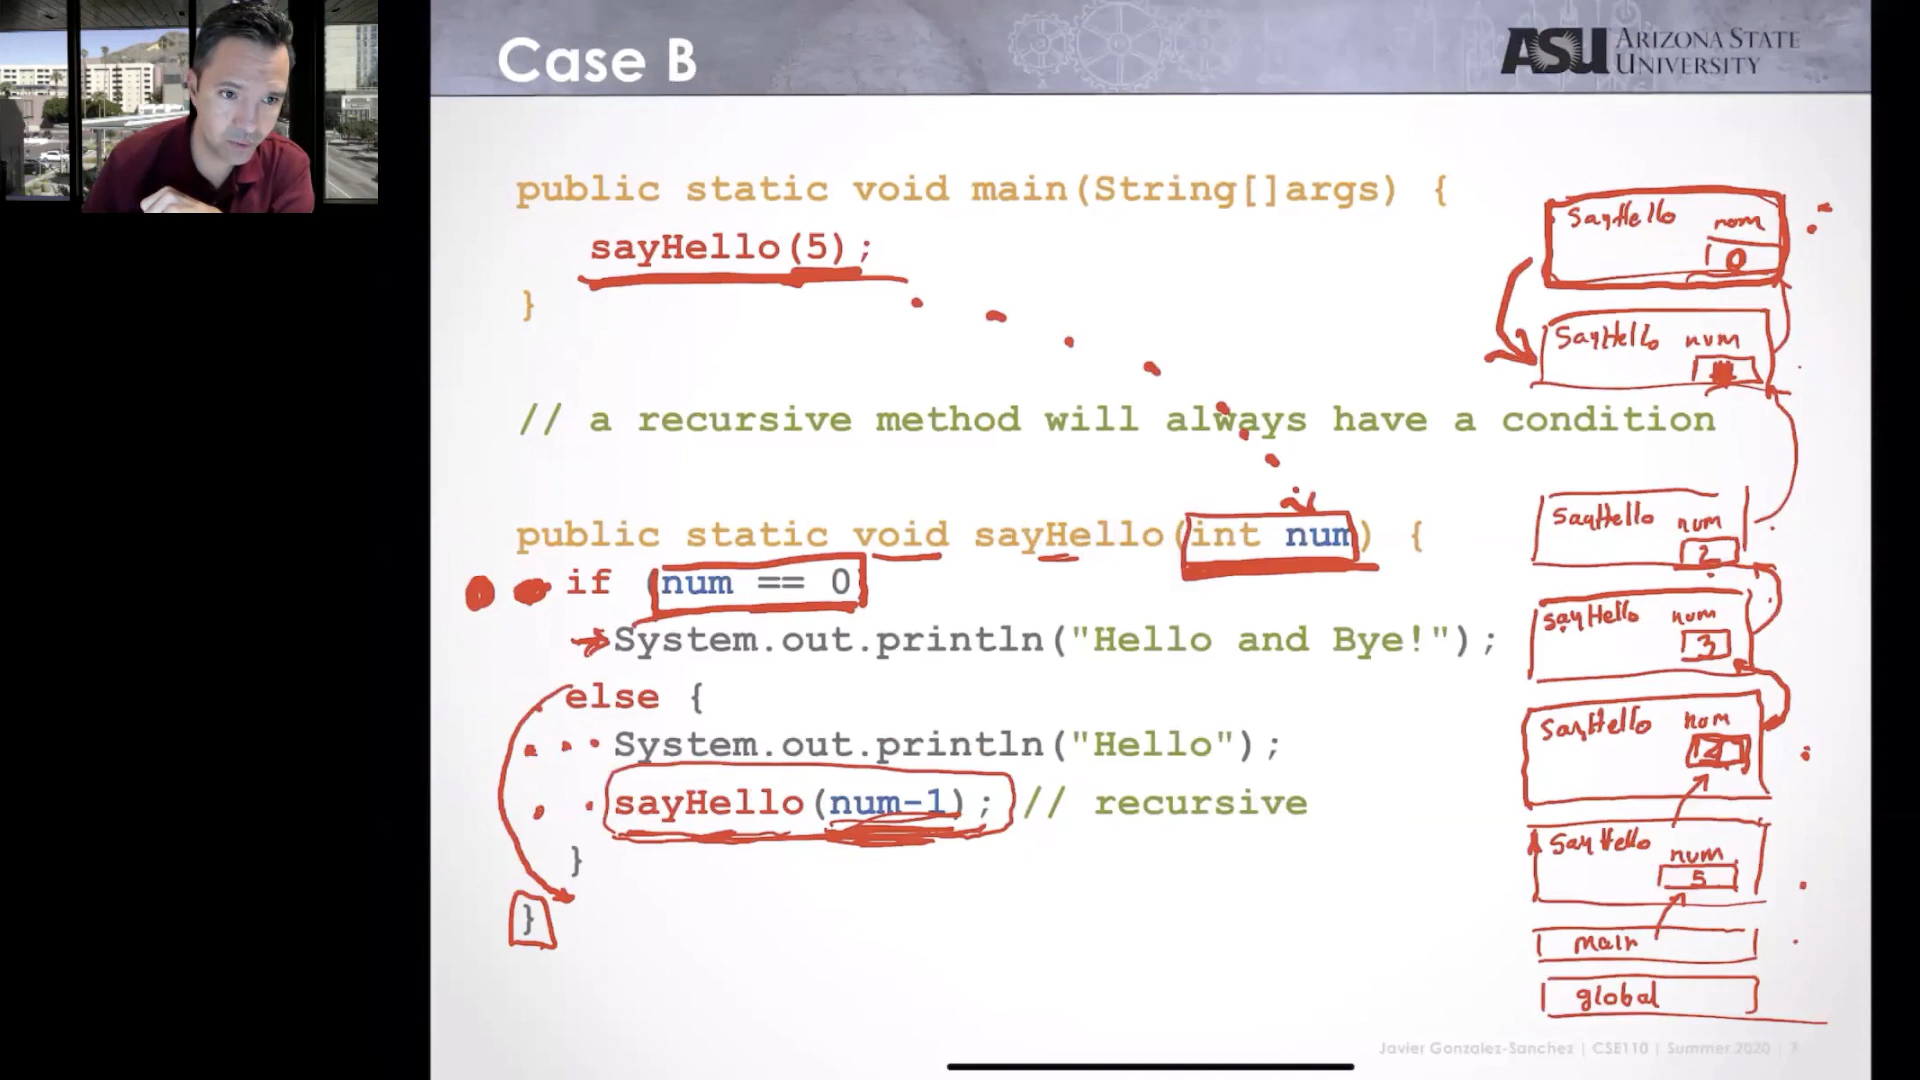 Case B
ASU ARIZONA STATE
UNIVERSITY
public static void main(String[]args) {
sayHello(5);
}
// a recursive method will always have a condition
public static void sayHello(int num) {
if (num == 0
System.out.println("Hello and Bye!");
else {
System.out.println("Hello");
sayHello(num-1); // recursive
}
}
SayHello num
0
SayHello num
SayHello num
2
sayHello num
3
SayHello num
4
SayHello
num
5
main
global
Javier Gonzalez-Sanchez | CSE110 | Summer 2020 | 7